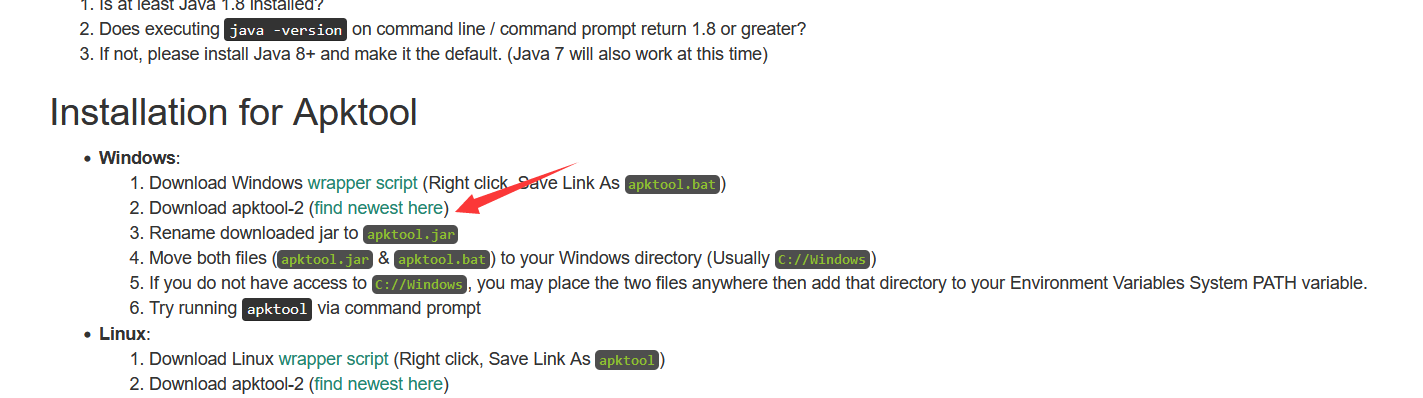 1. Is at least Java 1.8 installed?
2. Does executing java -version on command line / command prompt return 1.8 or greater?
3. If not, please install Java 8+ and make it the default. (Java 7 will also work at this time)
Installation for Apktool
• Windows:
1. Download Windows wrapper script (Right click, Save Link As apktool.bat)
2. Download apktool-2 (find newest here)
3. Rename downloaded jar to apktool.jar
4. Move both files (apktool.jar & apktool.bat) to your Windows directory (Usually C://Windows)
5. If you do not have access to C://Windows, you may place the two files anywhere then add that directory to your Environment Variables System PATH variable.
6. Try running apktool via command prompt
• Linux:
1. Download Linux wrapper script (Right click, Save Link As apktool)
2. Download apktool-2 (find newest here)